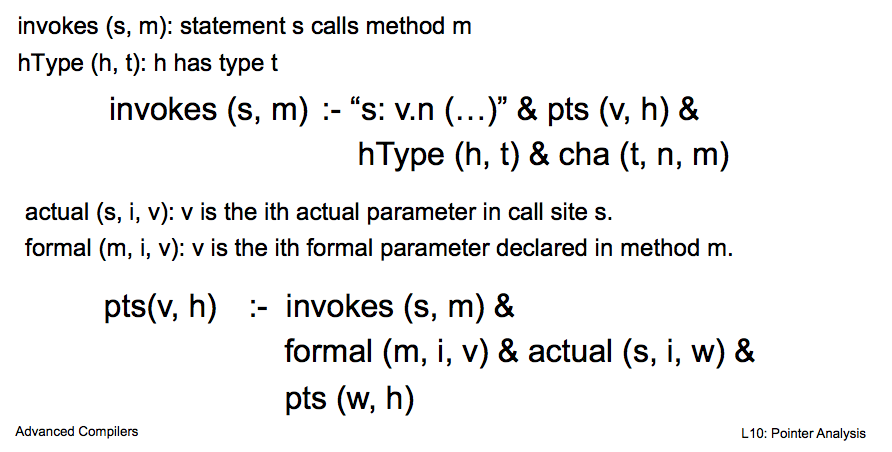 invokes (s, m): statement s calls method m
hType (h, t): h has type t
invokes (s, m) :- “s: v.n (…)” & pts (v, h) &
hType (h, t) & cha (t, n, m)
actual (s, i, v): v is the ith actual parameter in call site s.
formal (m, i, v): v is the ith formal parameter declared in method m.
pts(v, h) :- invokes (s, m) &
formal (m, i, v) & actual (s, i, w) &
pts (w, h)
Advanced Compilers
L10: Pointer Analysis